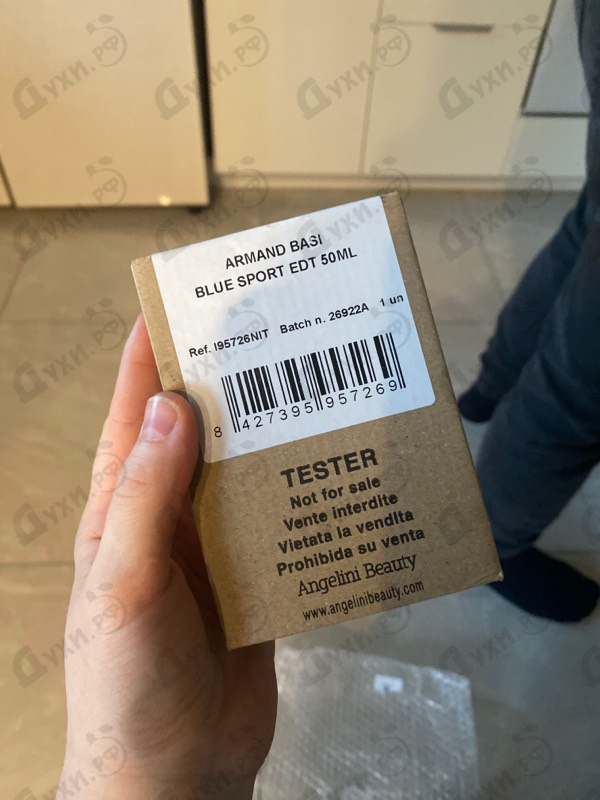 ARMAND BASI
BLUE SPORT EDT 50ML
Ref. I95726NIT Batch n. 26922A 1 un
8 427395 957269
TESTER
Not for sale
Vente interdite
Vietata la vendita
Prohibida su venta
Angelini Beauty
www.angelinibeauty.com
Духи.РФ